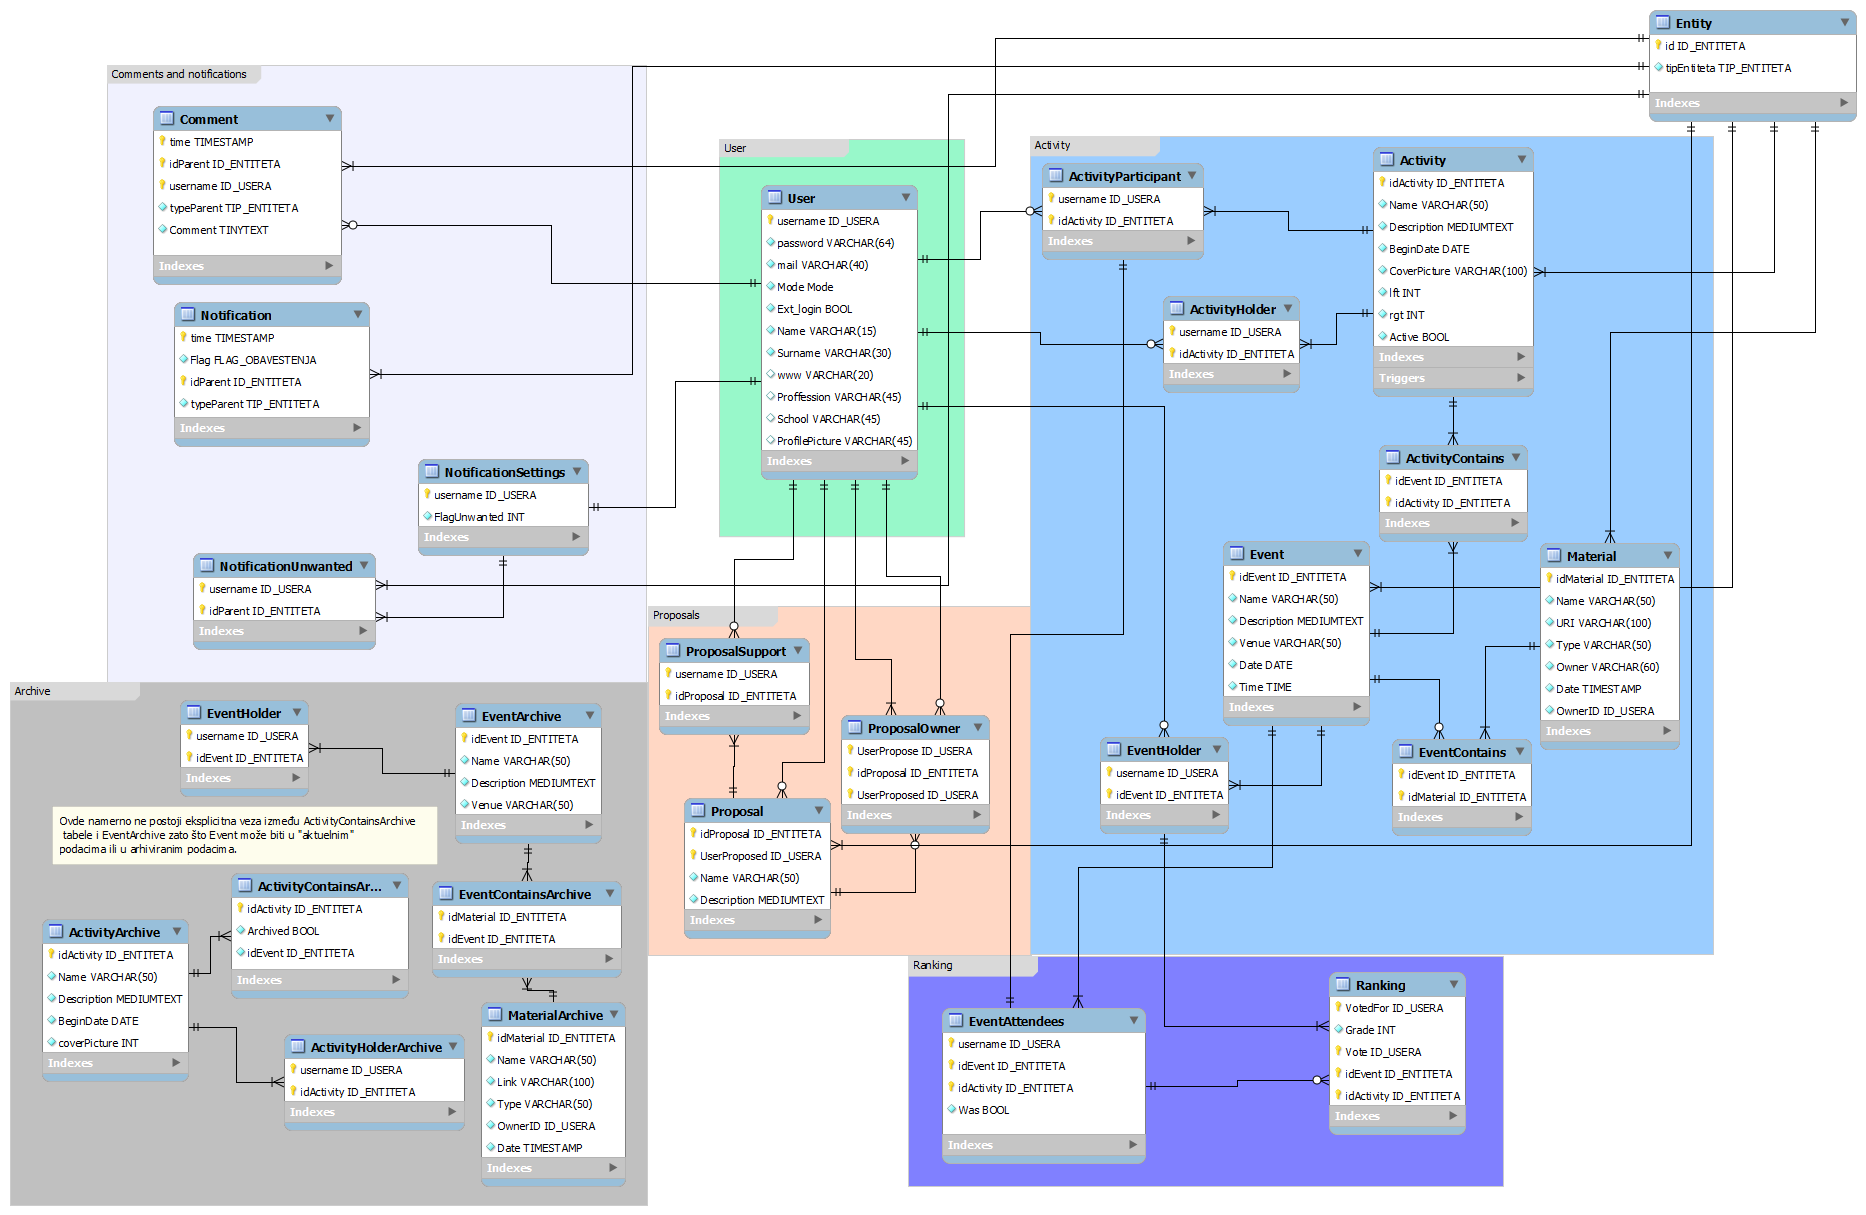 Entity
id ID_ENTITETA
tipEntiteta TIP_ENTITETA
Indexes
Comments and notifications
Comment
time TIMESTAMP
idParent ID_ENTITETA
username ID_USERA
typeParent TIP_ENTITETA
Comment TINYTEXT
Indexes
Notification
time TIMESTAMP
Flag FLAG_OBAVESTENJA
idParent ID_ENTITETA
typeParent TIP_ENTITETA
Indexes
NotificationSettings
username ID_USERA
FlagUnwanted INT
Indexes
NotificationUnwanted
username ID_USERA
idParent ID_ENTITETA
Indexes
User
User
username ID_USERA
password VARCHAR(64)
mail VARCHAR(40)
Mode Mode
Ext_login BOOL
Name VARCHAR(15)
Surname VARCHAR(30)
www VARCHAR(20)
Proffession VARCHAR(45)
School VARCHAR(45)
ProfilePicture VARCHAR(45)
Indexes
Activity
ActivityParticipant
username ID_USERA
idActivity ID_ENTITETA
Indexes
Activity
idActivity ID_ENTITETA
Name VARCHAR(50)
Description MEDIUMTEXT
BeginDate DATE
CoverPicture VARCHAR(100)
lft INT
rgt INT
Active BOOL
Indexes
Triggers
ActivityHolder
username ID_USERA
idActivity ID_ENTITETA
Indexes
ActivityContains
idEvent ID_ENTITETA
idActivity ID_ENTITETA
Indexes
Event
idEvent ID_ENTITETA
Name VARCHAR(50)
Description MEDIUMTEXT
Venue VARCHAR(50)
Date DATE
Time TIME
Indexes
Material
idMaterial ID_ENTITETA
Name VARCHAR(50)
URI VARCHAR(100)
Type VARCHAR(50)
Owner VARCHAR(60)
Date TIMESTAMP
OwnerID ID_USERA
Indexes
EventHolder
username ID_USERA
idEvent ID_ENTITETA
Indexes
EventContains
idEvent ID_ENTITETA
idMaterial ID_ENTITETA
Indexes
Proposals
ProposalSupport
username ID_USERA
idProposal ID_ENTITETA
Indexes
ProposalOwner
UserPropose ID_USERA
idProposal ID_ENTITETA
UserProposed ID_USERA
Indexes
Proposal
idProposal ID_ENTITETA
UserProposed ID_USERA
Name VARCHAR(50)
Description MEDIUMTEXT
Indexes
Archive
EventHolder
username ID_USERA
idEvent ID_ENTITETA
Indexes
EventArchive
idEvent ID_ENTITETA
Name VARCHAR(50)
Description MEDIUMTEXT
Venue VARCHAR(50)
Indexes
Ovde namerno ne postoji eksplicitna veza između ActivityContainsArchive
tabele i EventArchive zato što Event može biti u "aktuelnim"
podacima ili u arhiviranim podacima.
ActivityContainsAr...
idActivity ID_ENTITETA
Archived BOOL
idEvent ID_ENTITETA
Indexes
EventContainsArchive
idMaterial ID_ENTITETA
idEvent ID_ENTITETA
Indexes
ActivityArchive
idActivity ID_ENTITETA
Name VARCHAR(50)
Description MEDIUMTEXT
BeginDate DATE
coverPicture INT
Indexes
ActivityHolderArchive
username ID_USERA
idActivity ID_ENTITETA
Indexes
MaterialArchive
idMaterial ID_ENTITETA
Name VARCHAR(50)
Link VARCHAR(100)
Type VARCHAR(50)
OwnerID ID_USERA
Date TIMESTAMP
Indexes
Ranking
EventAttendees
username ID_USERA
idEvent ID_ENTITETA
idActivity ID_ENTITETA
Was BOOL
Indexes
Ranking
VotedFor ID_USERA
Grade INT
Vote ID_USERA
idEvent ID_ENTITETA
idActivity ID_ENTITETA
Indexes